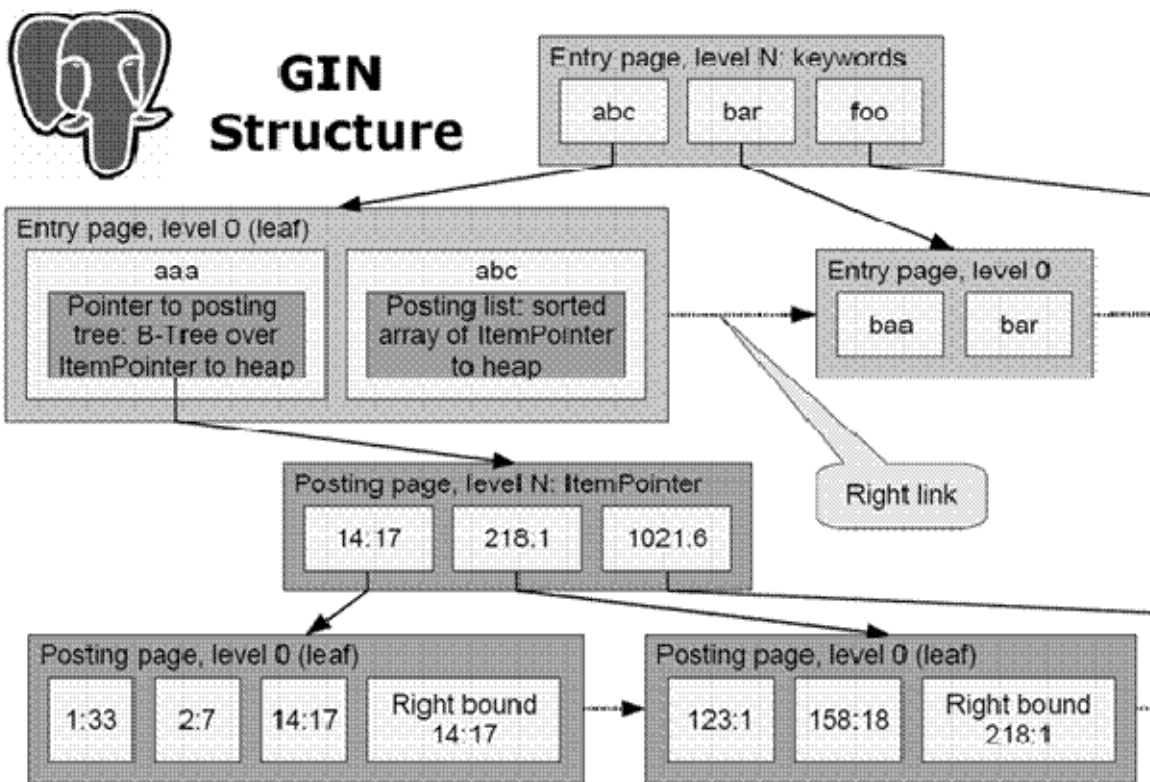 GIN
Structure
Entry page, level N: keywords
abc
bar
foo
Entry page, level 0 (leaf)
aaa
Pointer to posting
tree: B-Tree over
ItemPointer to heap
abc
Posting list: sorted
array of ItemPointer
to heap
Entry page, level 0
baa
bar
Right link
Posting page, level N: ItemPointer
14:17
218:1
1021:6
Posting page, level 0 (leaf)
1:33
2:7
14:17
Right bound
14:17
Posting page, level 0 (leaf)
123:1
158:18
Right bound
218:1